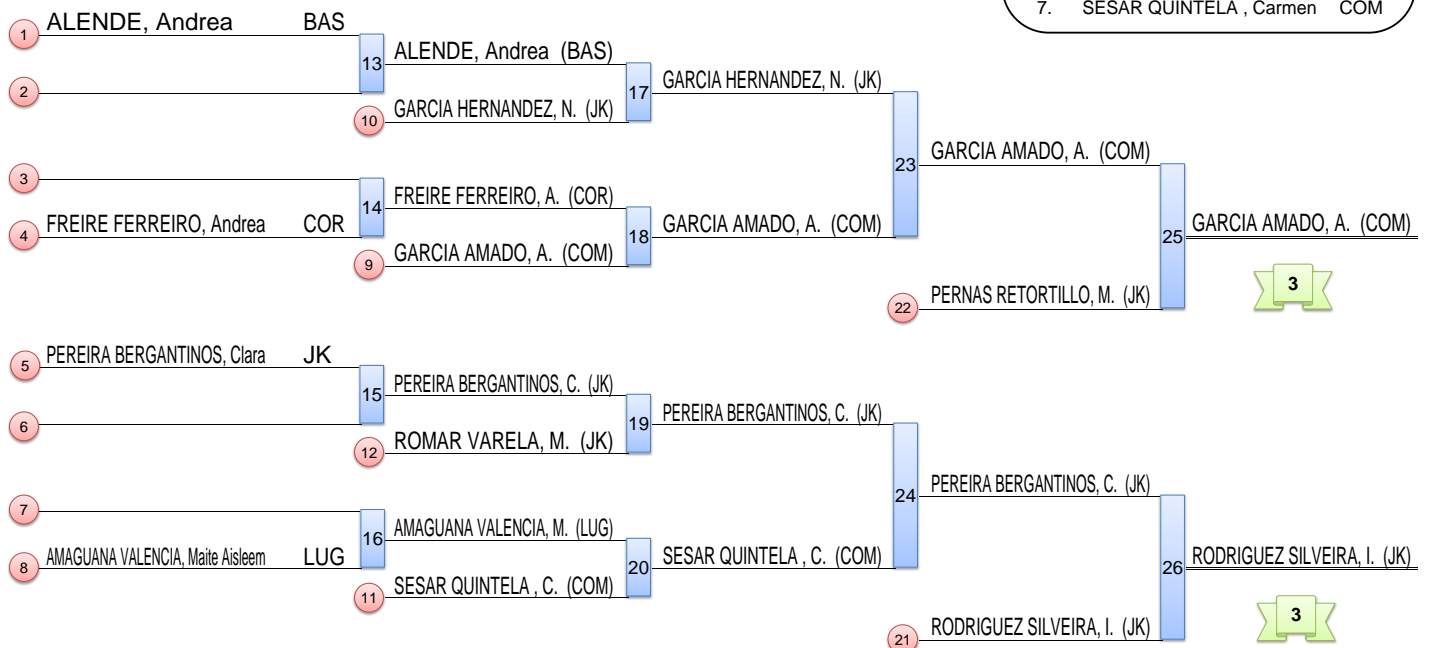 7. SESAR QUINTELA , Carmen COM
1 ALENDE, Andrea BAS
13 ALENDE, Andrea (BAS)
2
17 GARCIA HERNANDEZ, N. (JK)
10 GARCIA HERNANDEZ, N. (JK)
23 GARCIA AMADO, A. (COM)
3
14 FREIRE FERREIRO, A. (COR)
4 FREIRE FERREIRO, Andrea COR
18 GARCIA AMADO, A. (COM)
25 GARCIA AMADO, A. (COM)
9 GARCIA AMADO, A. (COM)
3
22 PERNAS RETORTILLO, M. (JK)
5 PEREIRA BERGANTINOS, Clara JK
15 PEREIRA BERGANTINOS, C. (JK)
6
19 PEREIRA BERGANTINOS, C. (JK)
12 ROMAR VARELA, M. (JK)
24 PEREIRA BERGANTINOS, C. (JK)
7
16 AMAGUANA VALENCIA, M. (LUG)
8 AMAGUANA VALENCIA, Maite Aisleem LUG
20 SESAR QUINTELA , C. (COM)
26 RODRIGUEZ SILVEIRA, I. (JK)
11 SESAR QUINTELA , C. (COM)
3
21 RODRIGUEZ SILVEIRA, I. (JK)